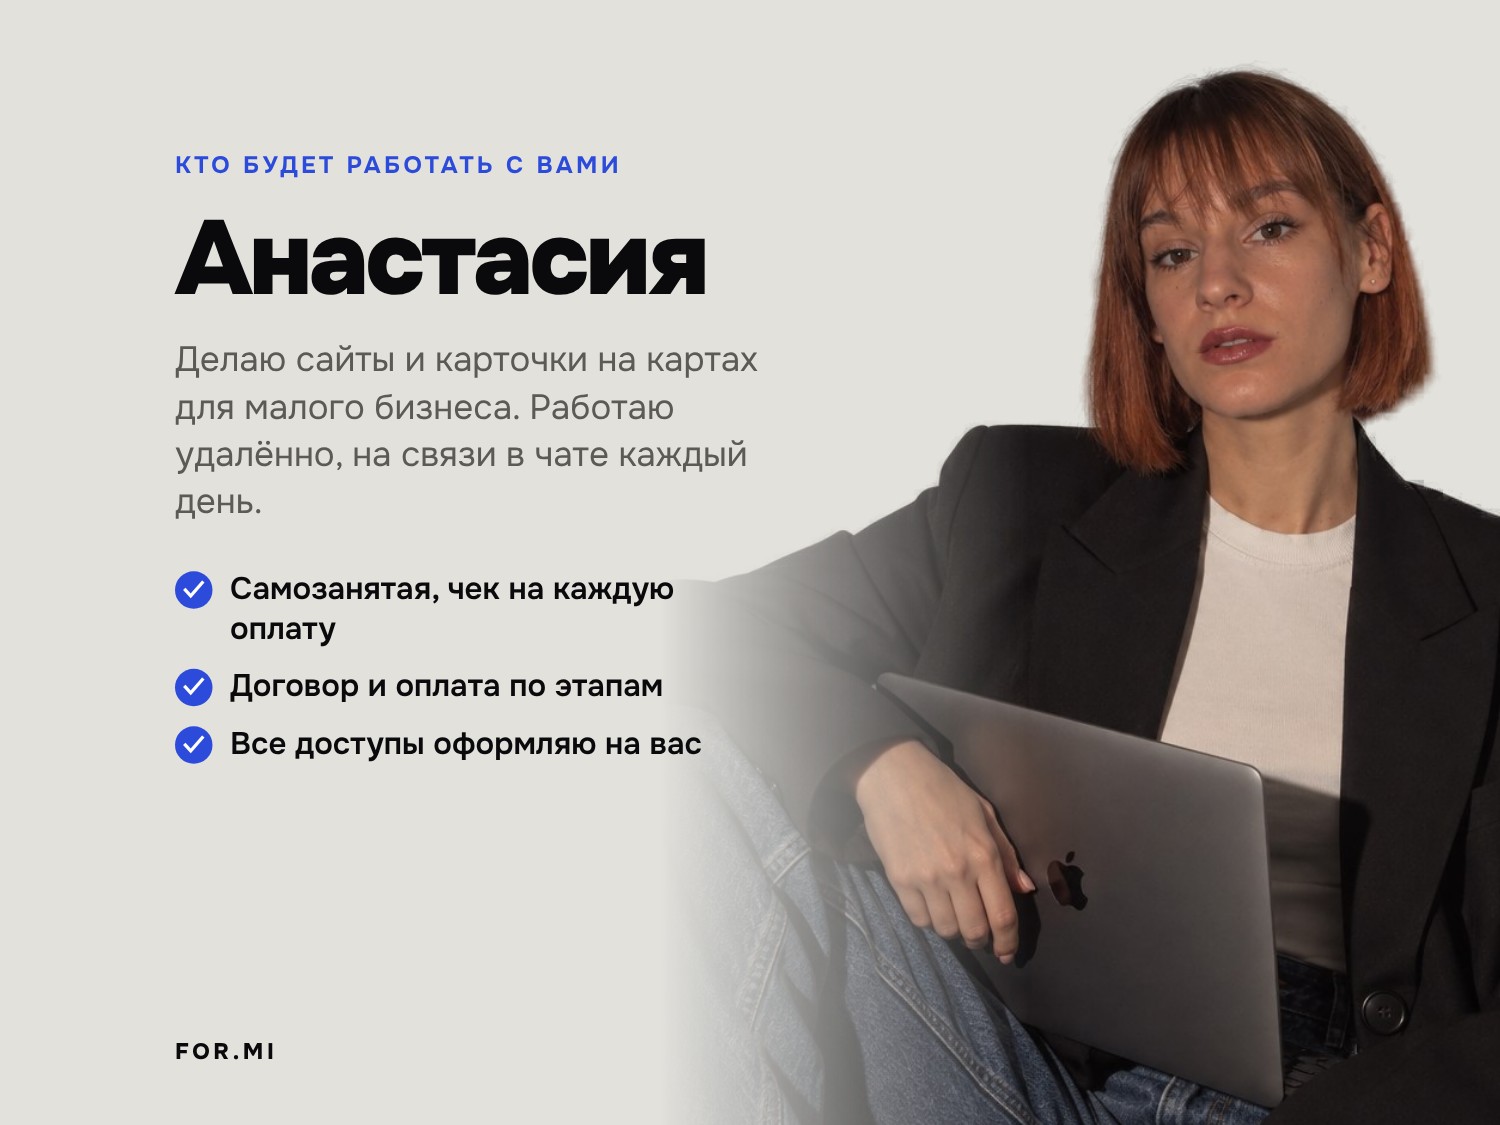 КТО БУДЕТ РАБОТАТЬ С ВАМИ
Анастасия
Делаю сайты и карточки на картах
для малого бизнеса. Работаю
удалённо, на связи в чате каждый
день.
Самозанятая, чек на каждую
оплату
Договор и оплата по этапам
Все доступы оформляю на вас
FOR.MI